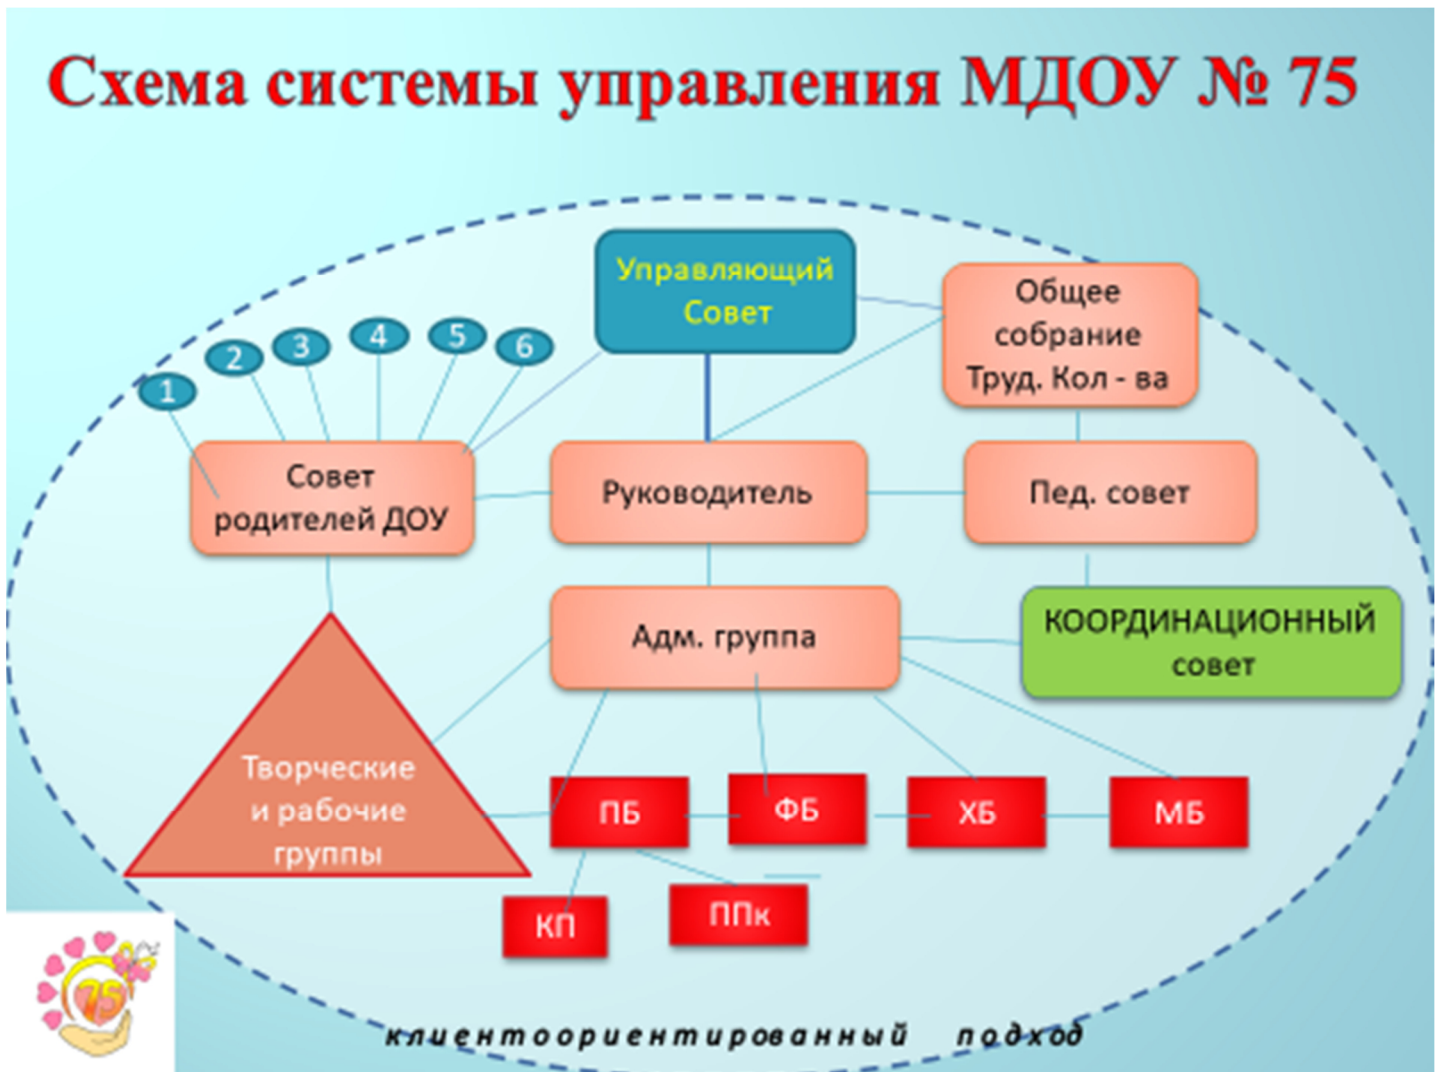 Схема системы управления МДОУ № 75
Управляющий
Совет
Общее
собрание
Труд. Кол - ва
1
2
3
4
5
6
Совет
родителей ДОУ
Руководитель
Пед. совет
Адм. группа
КООРДИНАЦИОННЫЙ
совет
Творческие
и рабочие
группы
ПБ
ФБ
ХБ
МБ
КП
ППк
75
клиентоориентированный подход